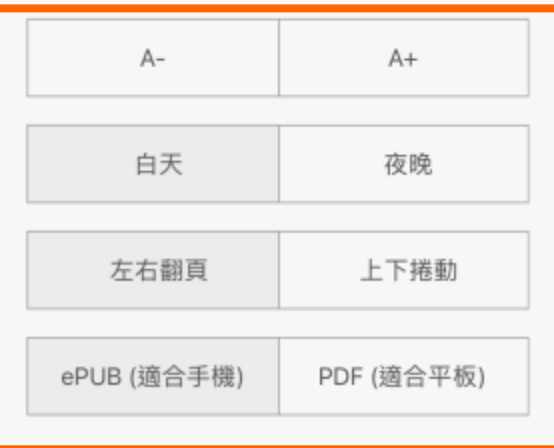 A- A+
白天 夜晚
左右翻頁 上下捲動
ePUB (適合手機) PDF (適合平板)